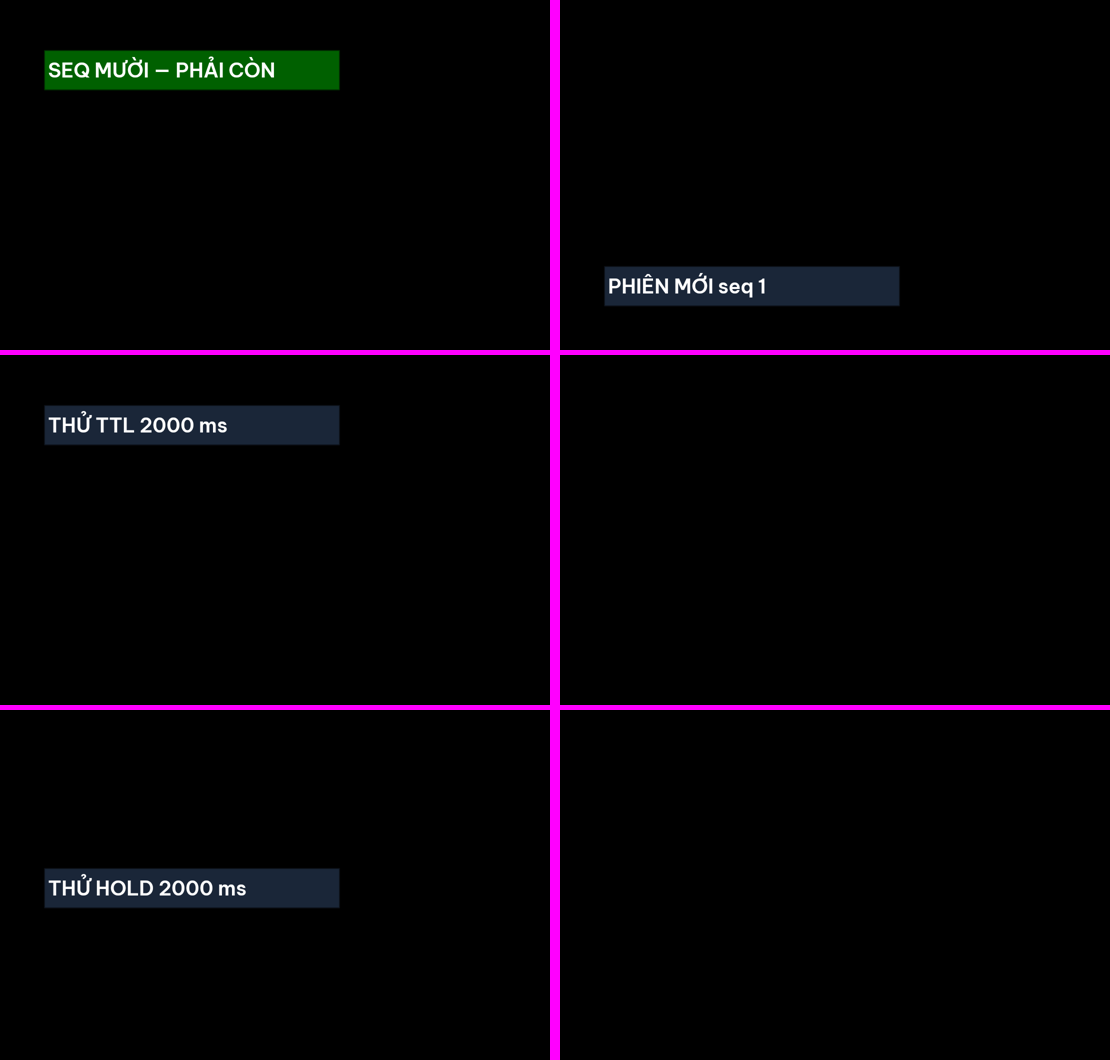 SEQ MƯỜI — PHẢI CÒN
PHIÊN MỚI seq 1
THỬ TTL 2000 ms
THỬ HOLD 2000 ms